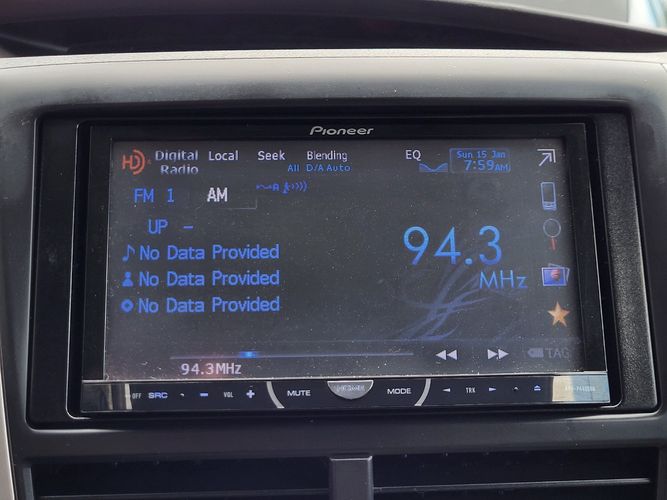 Pioneer
HD Digital Radio Local Seek Blending EQ Sun 15 Jan
All D/A Auto 7:59AM
FM 1 AM
UP -
94.3
No Data Provided
MHz
No Data Provided
No Data Provided
TAG
94.3MHz
OFF SRC - VOL + MUTE HOME MODE TRK